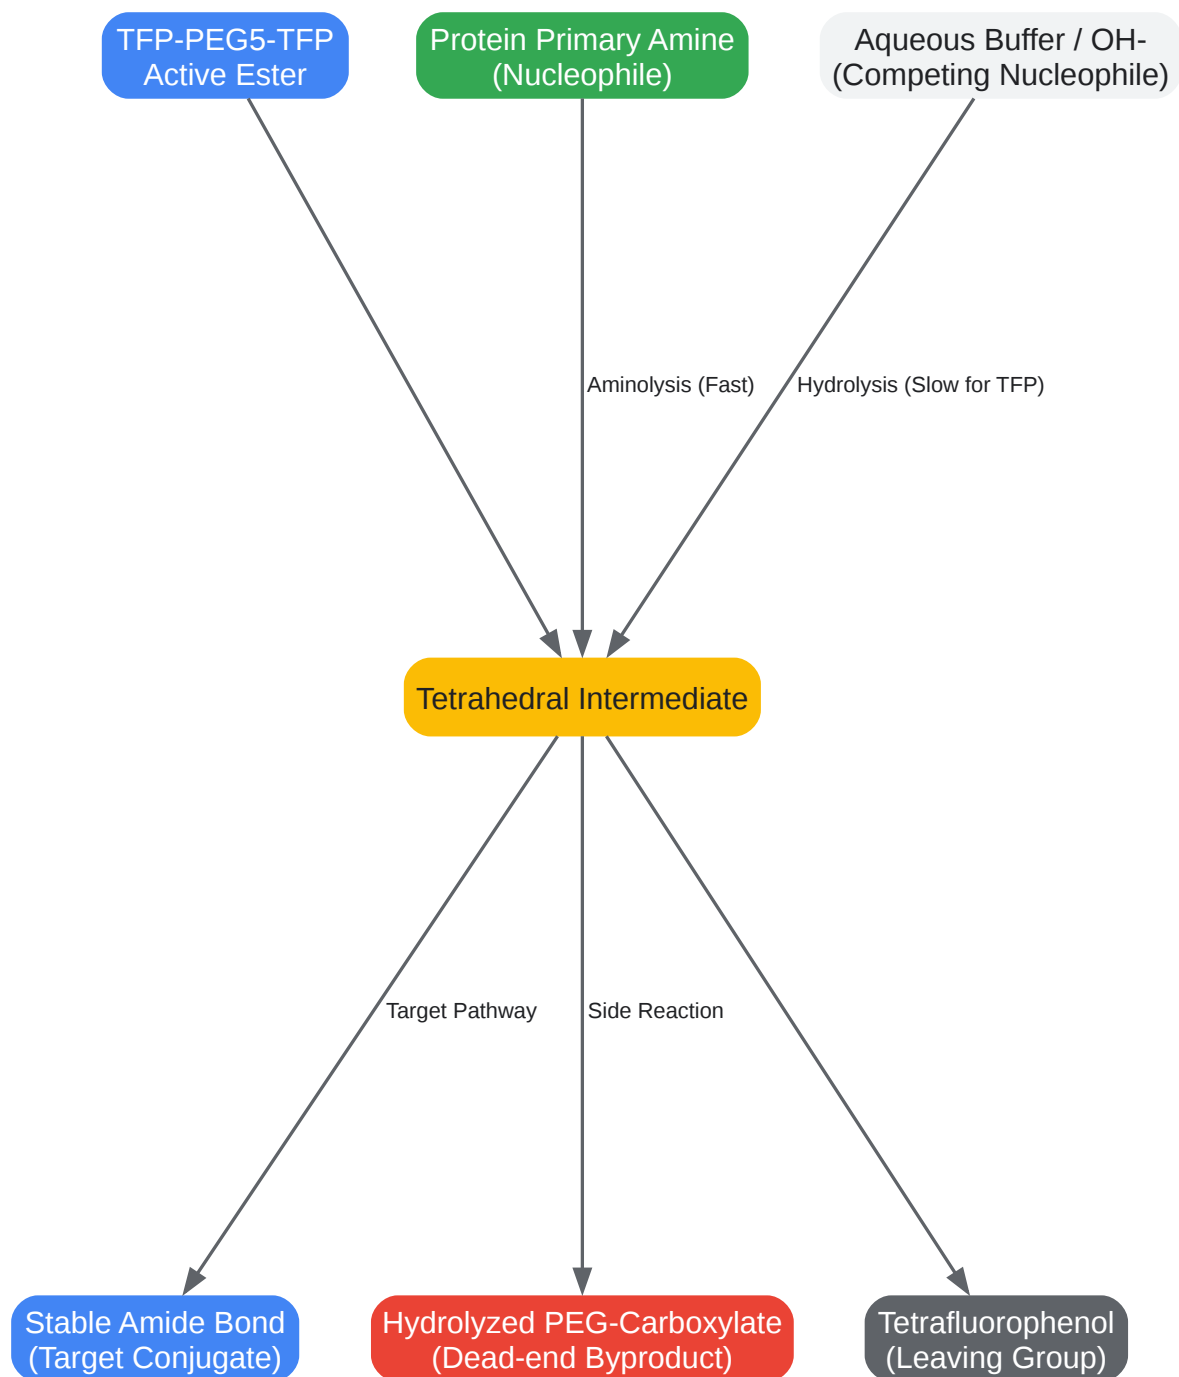 TFP-PEG5-TFP
Active Ester
Protein Primary Amine
(Nucleophile)
Aqueous Buffer / OH-
(Competing Nucleophile)
Aminolysis (Fast)
Hydrolysis (Slow for TFP)
Tetrahedral Intermediate
Target Pathway
Side Reaction
Stable Amide Bond
(Target Conjugate)
Hydrolyzed PEG-Carboxylate
(Dead-end Byproduct)
Tetrafluorophenol
(Leaving Group)